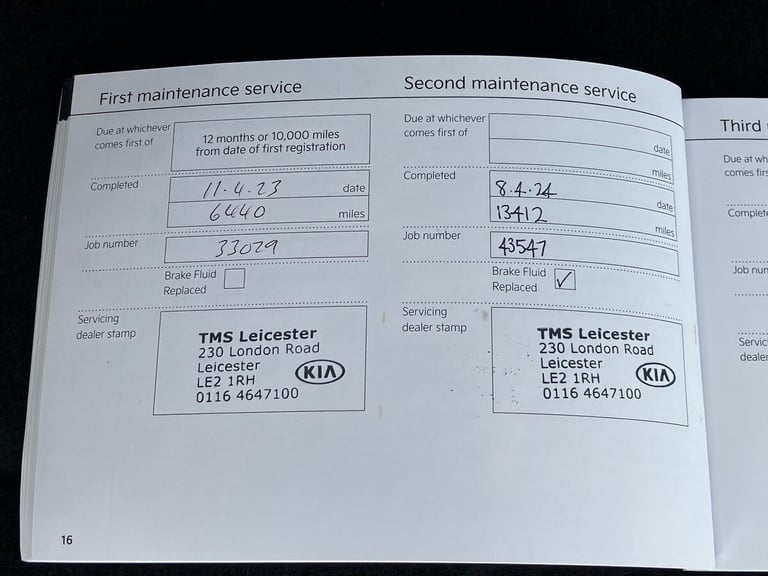 First maintenance service
Due at whichever
comes first of
12 months or 10,000 miles
from date of first registration
Completed
11.4.23 date
6440 miles
Job number
33029
Brake Fluid
Replaced
Servicing
dealer stamp
TMS Leicester
230 London Road
Leicester
LE2 1RH
0116 4647100
KIA
16
Second maintenance service
Due at whichever
comes first of
date
miles
Completed
8.4.24 date
13412 miles
Job number
43547
Brake Fluid
Replaced ✓
Servicing
dealer stamp
TMS Leicester
230 London Road
Leicester
LE2 1RH
0116 4647100
KIA
Third
Due at wh
comes firs
Complete
Job num
Servic
dealer